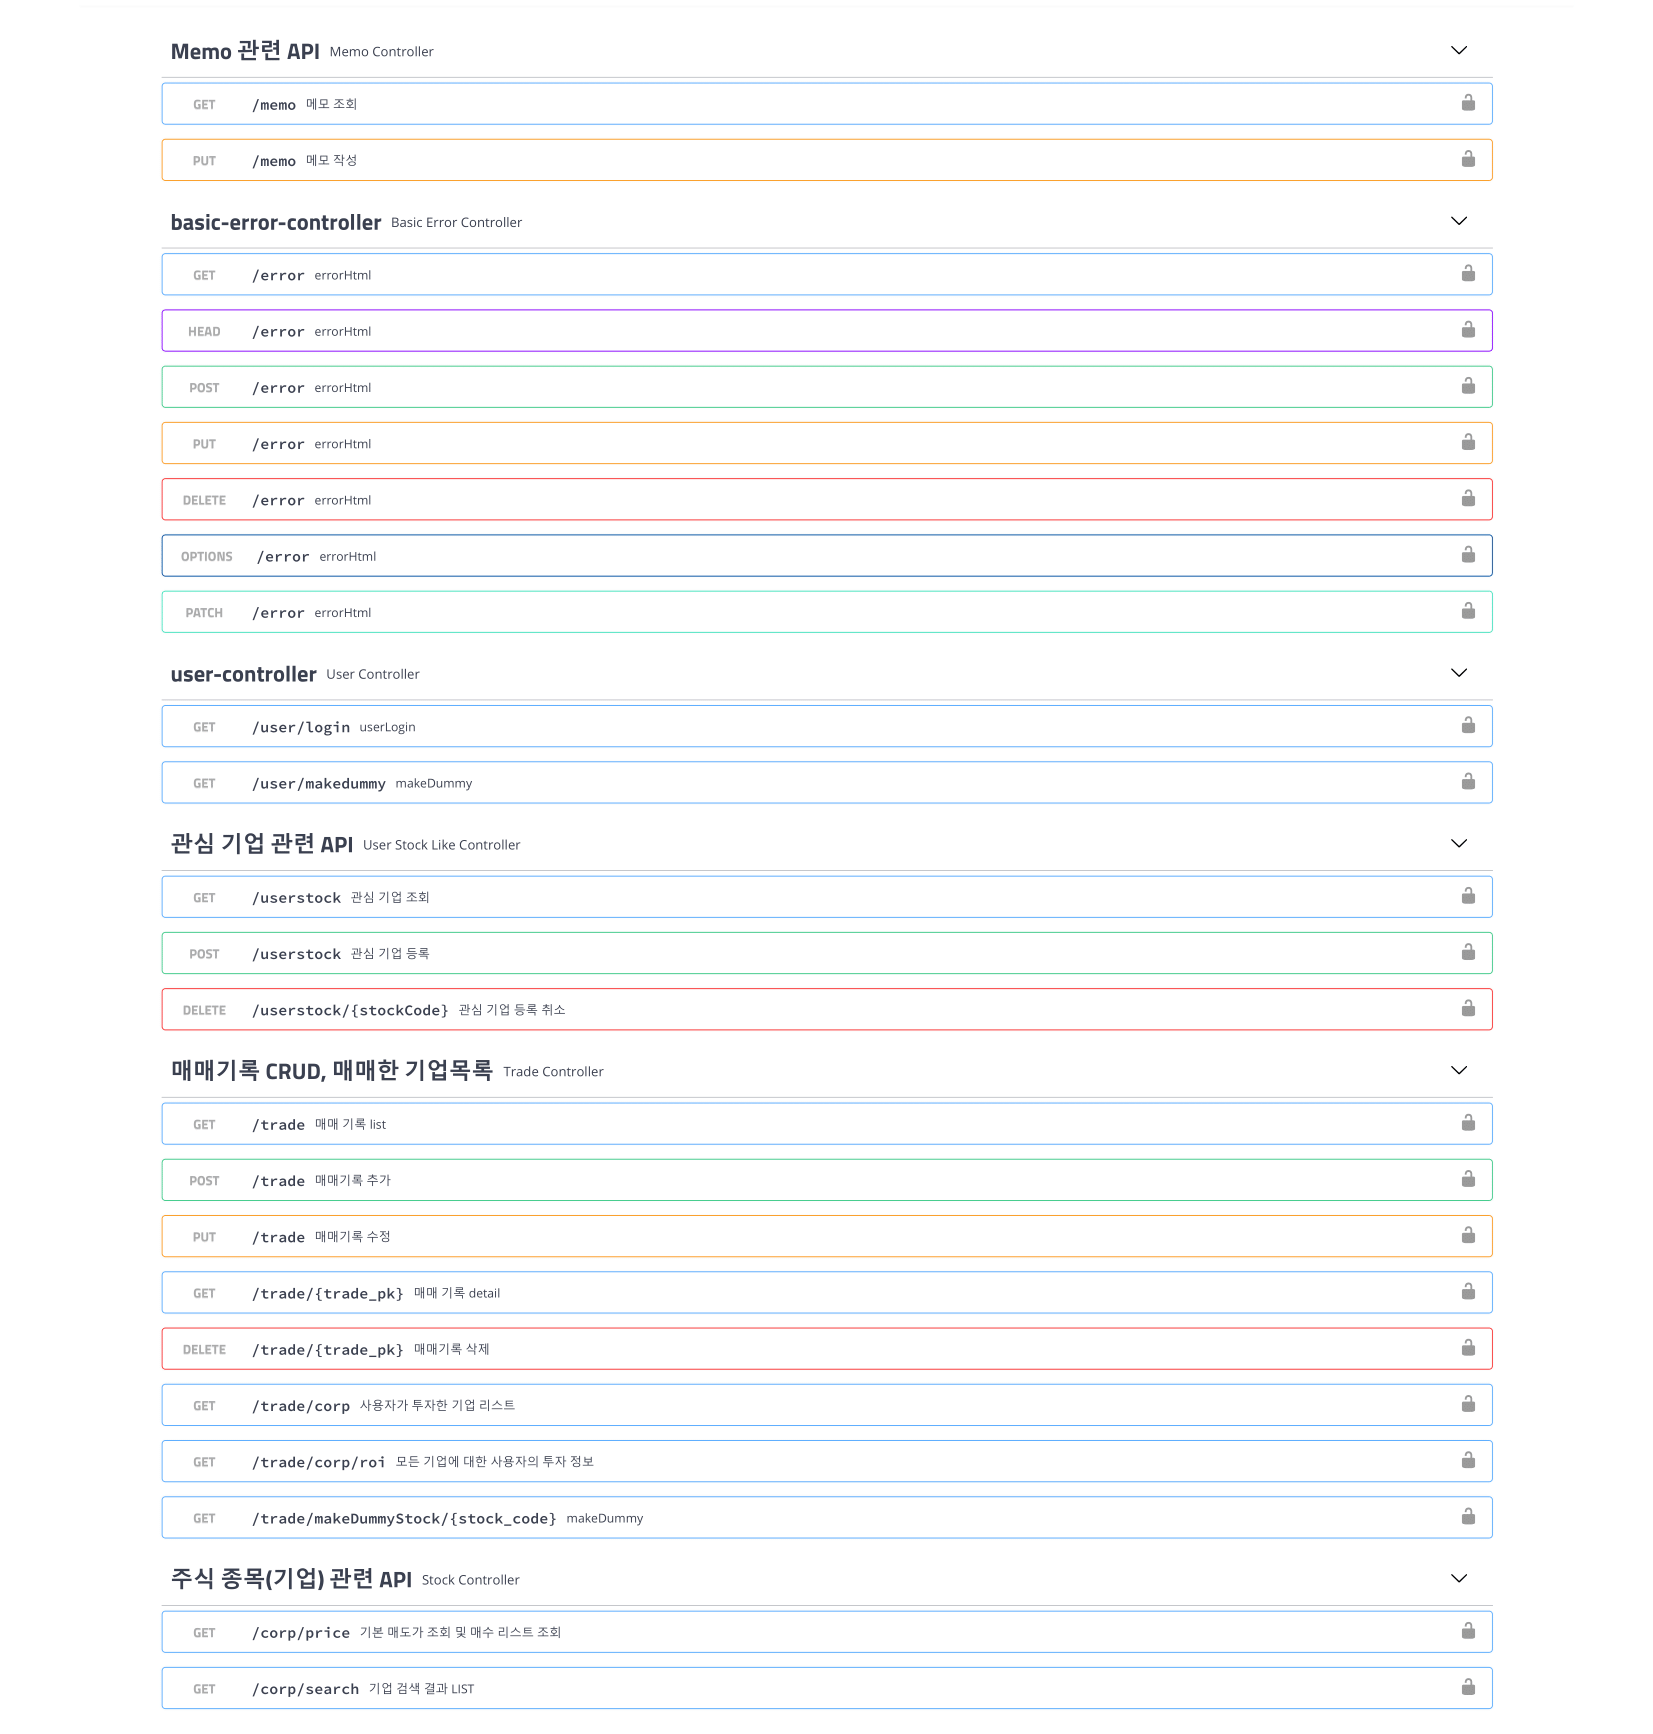 Memo 관련 API Memo Controller
GET /memo 메모 조회
PUT /memo 메모 작성
basic-error-controller Basic Error Controller
GET /error errorHtml
HEAD /error errorHtml
POST /error errorHtml
PUT /error errorHtml
DELETE /error errorHtml
OPTIONS /error errorHtml
PATCH /error errorHtml
user-controller User Controller
GET /user/login userLogin
GET /user/makedummy makeDummy
관심 기업 관련 API User Stock Like Controller
GET /userstock 관심 기업 조회
POST /userstock 관심 기업 등록
DELETE /userstock/{stockCode} 관심 기업 등록 취소
매매기록 CRUD, 매매한 기업목록 Trade Controller
GET /trade 매매 기록 list
POST /trade 매매기록 추가
PUT /trade 매매기록 수정
GET /trade/{trade_pk} 매매 기록 detail
DELETE /trade/{trade_pk} 매매기록 삭제
GET /trade/corp 사용자가 투자한 기업 리스트
GET /trade/corp/roi 모든 기업에 대한 사용자의 투자 정보
GET /trade/makeDummyStock/{stock_code} makeDummy
주식 종목(기업) 관련 API Stock Controller
GET /corp/price 기본 매도가 조회 및 매수 리스트 조회
GET /corp/search 기업 검색 결과 LIST